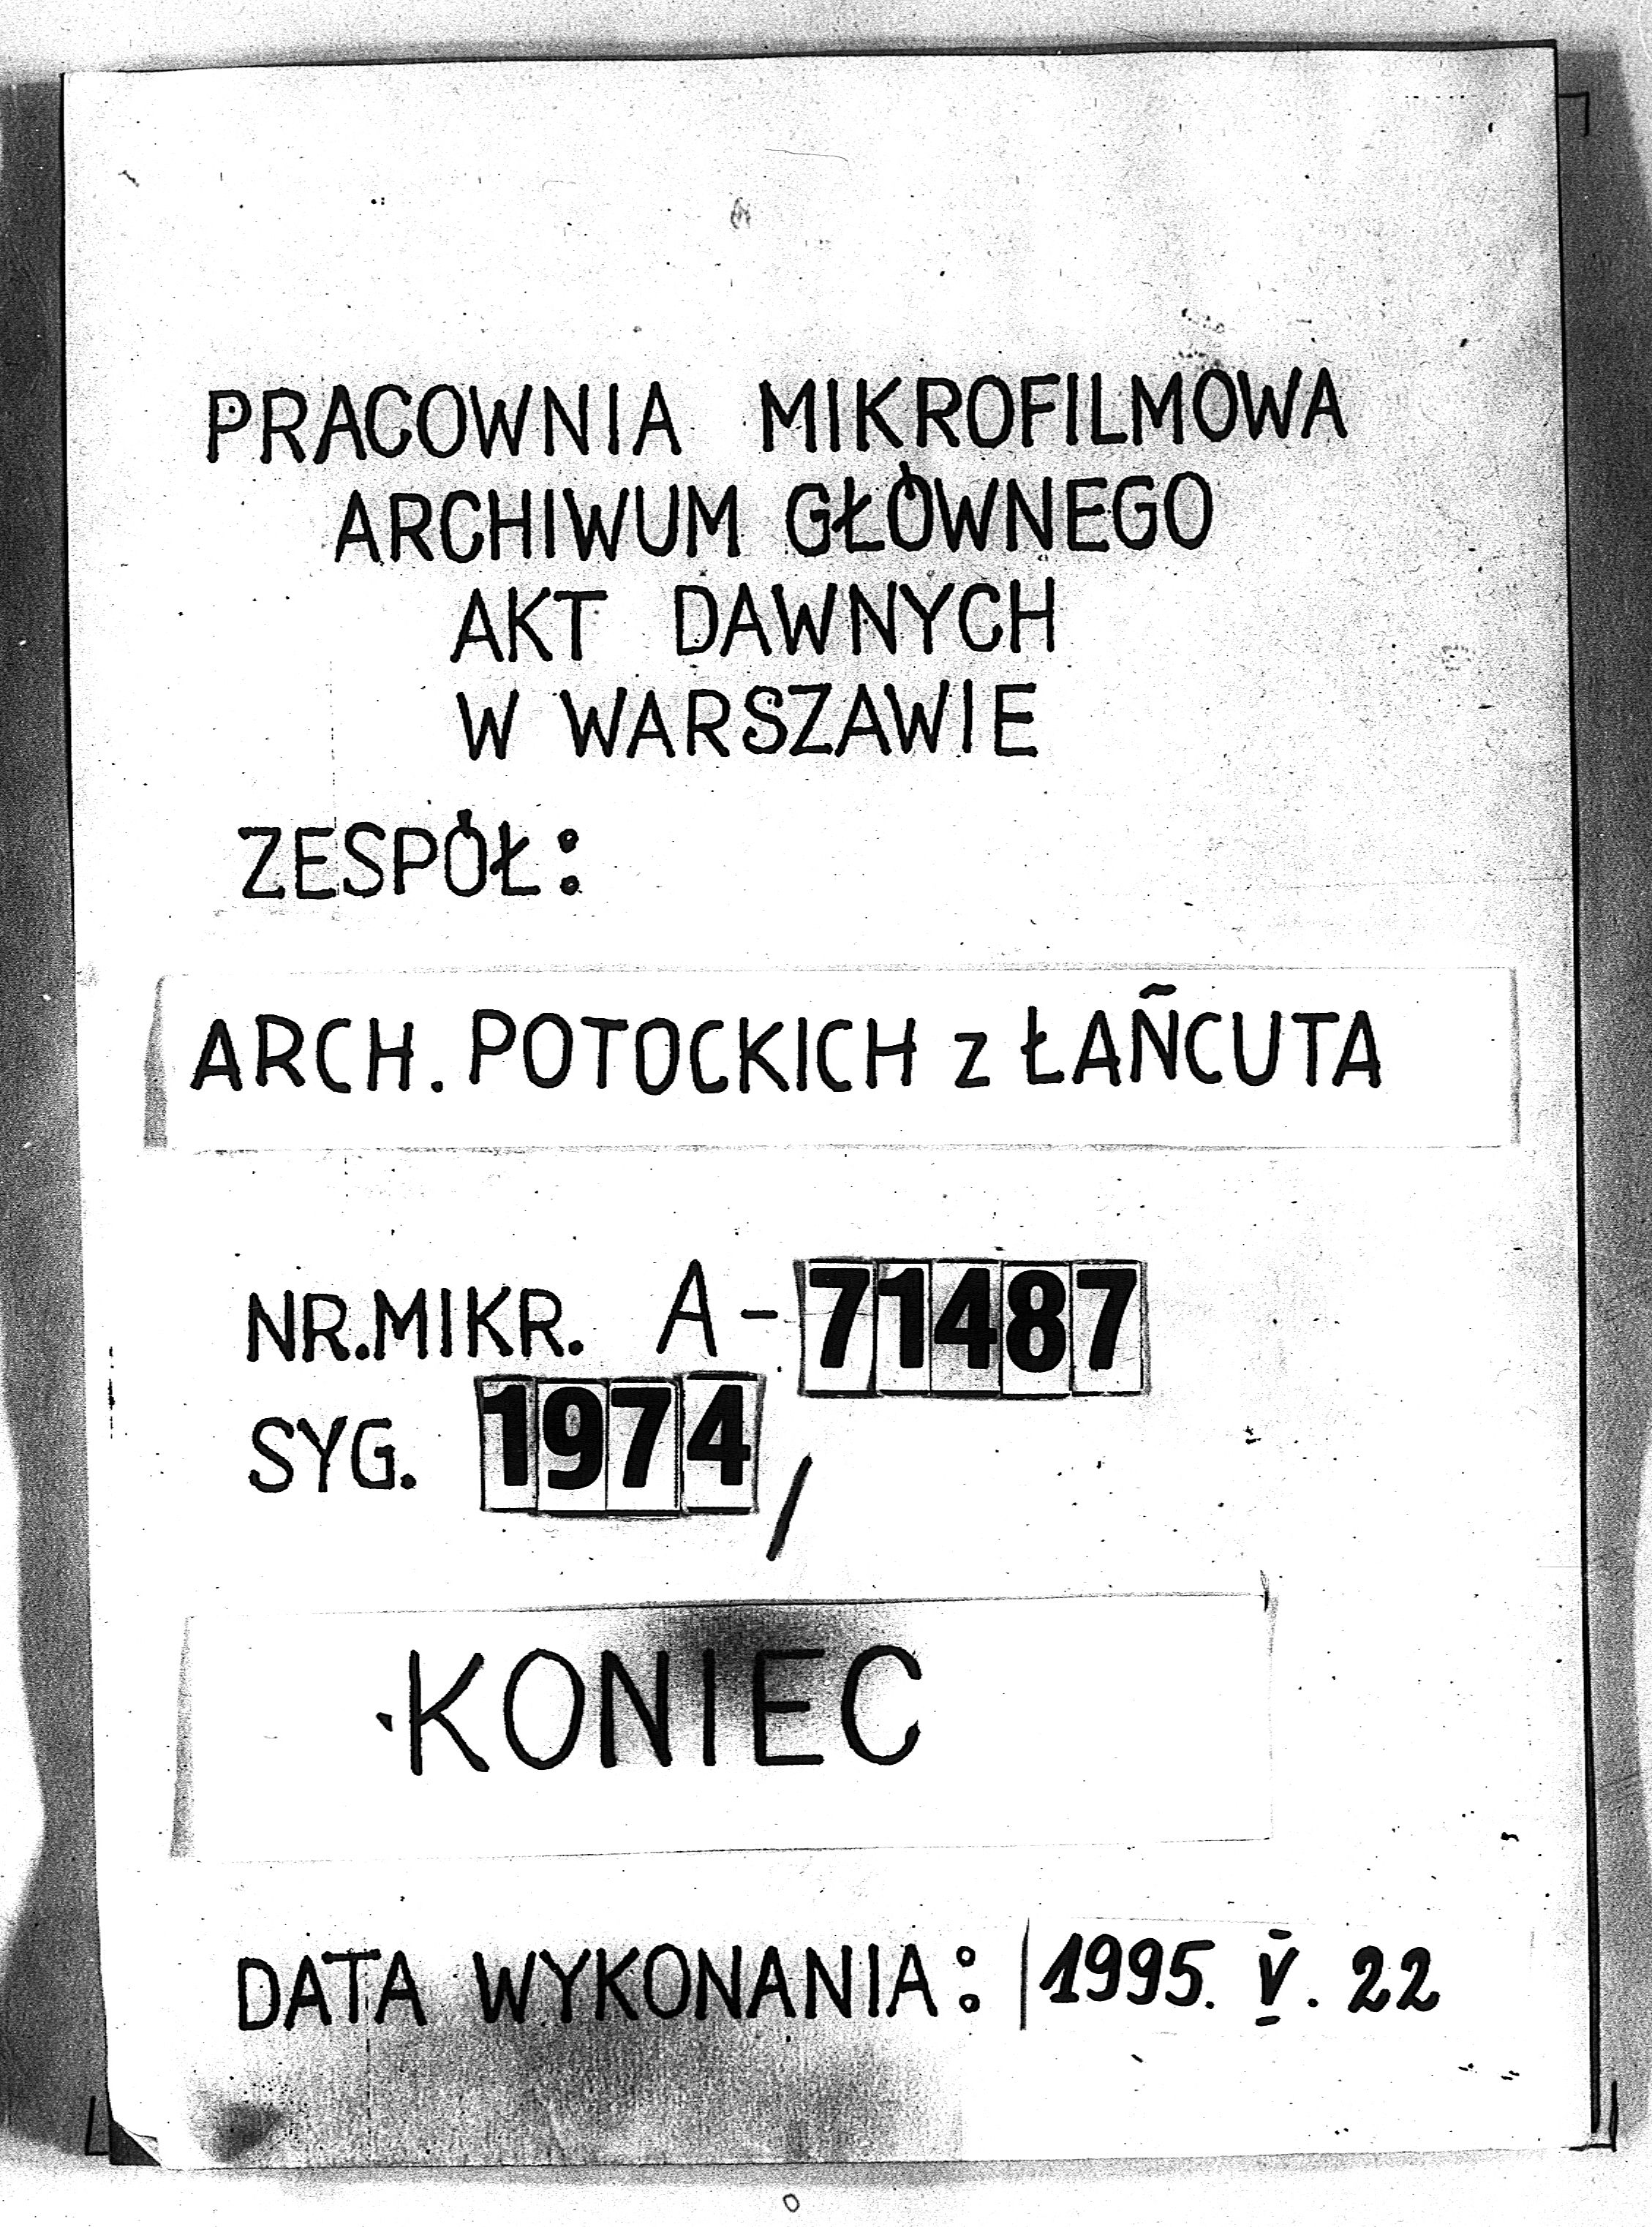 PRACOWNIA MIKROFILMOWA
ARCHIWUM GŁÓWNEGO
AKT DAWNYCH
W WARSZAWIE
ZESPÓŁ:
ARCH. POTOCKICH z ŁAÑCUTA
NR.MIKR. A-71487
SYG. 1974/
KONIEC
DATA WYKONANIA: 1995. V. 22